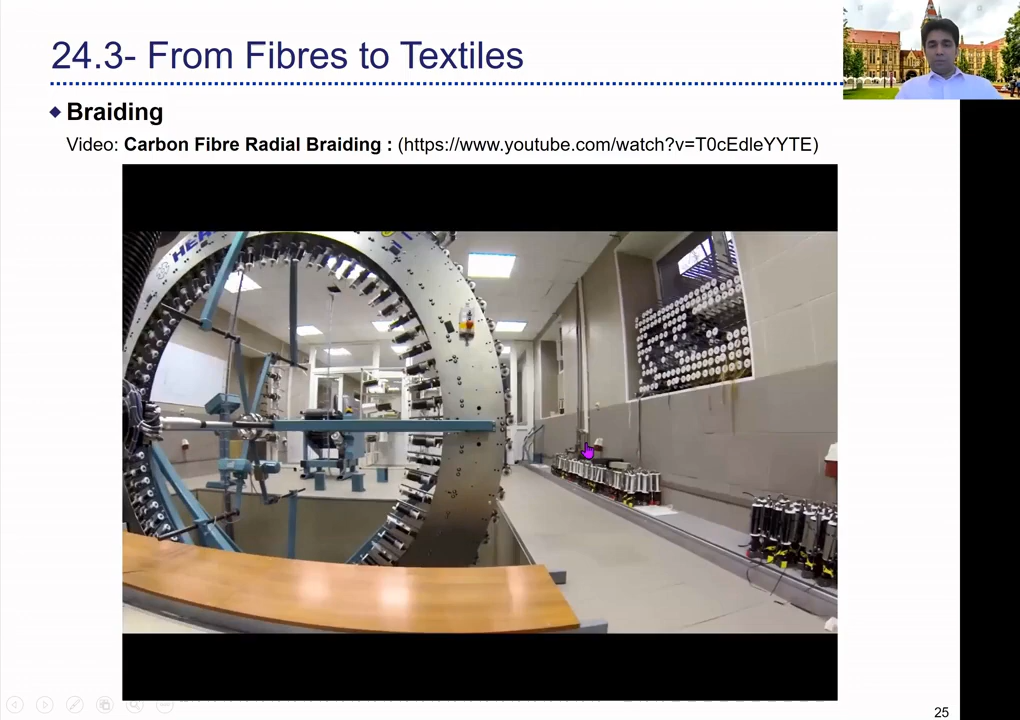 24.3- From Fibres to Textiles
Braiding
Video: Carbon Fibre Radial Braiding : (https://www.youtube.com/watch?v=T0cEdleYYTE)
25